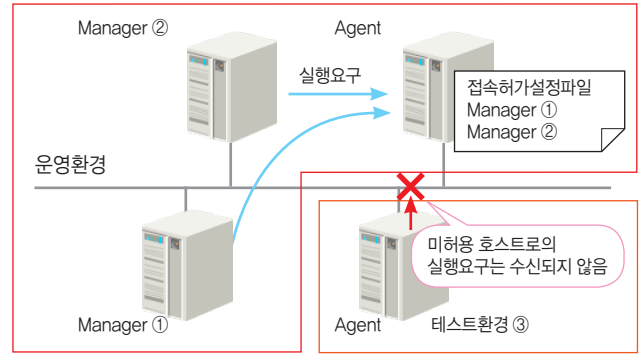 Manager ②
Agent
실행요구
접속허가설정파일
Manager ①
Manager ②
운영환경
미허용 호스트로의
실행요구는 수신되지 않음
Manager ①
Agent
테스트환경 ③